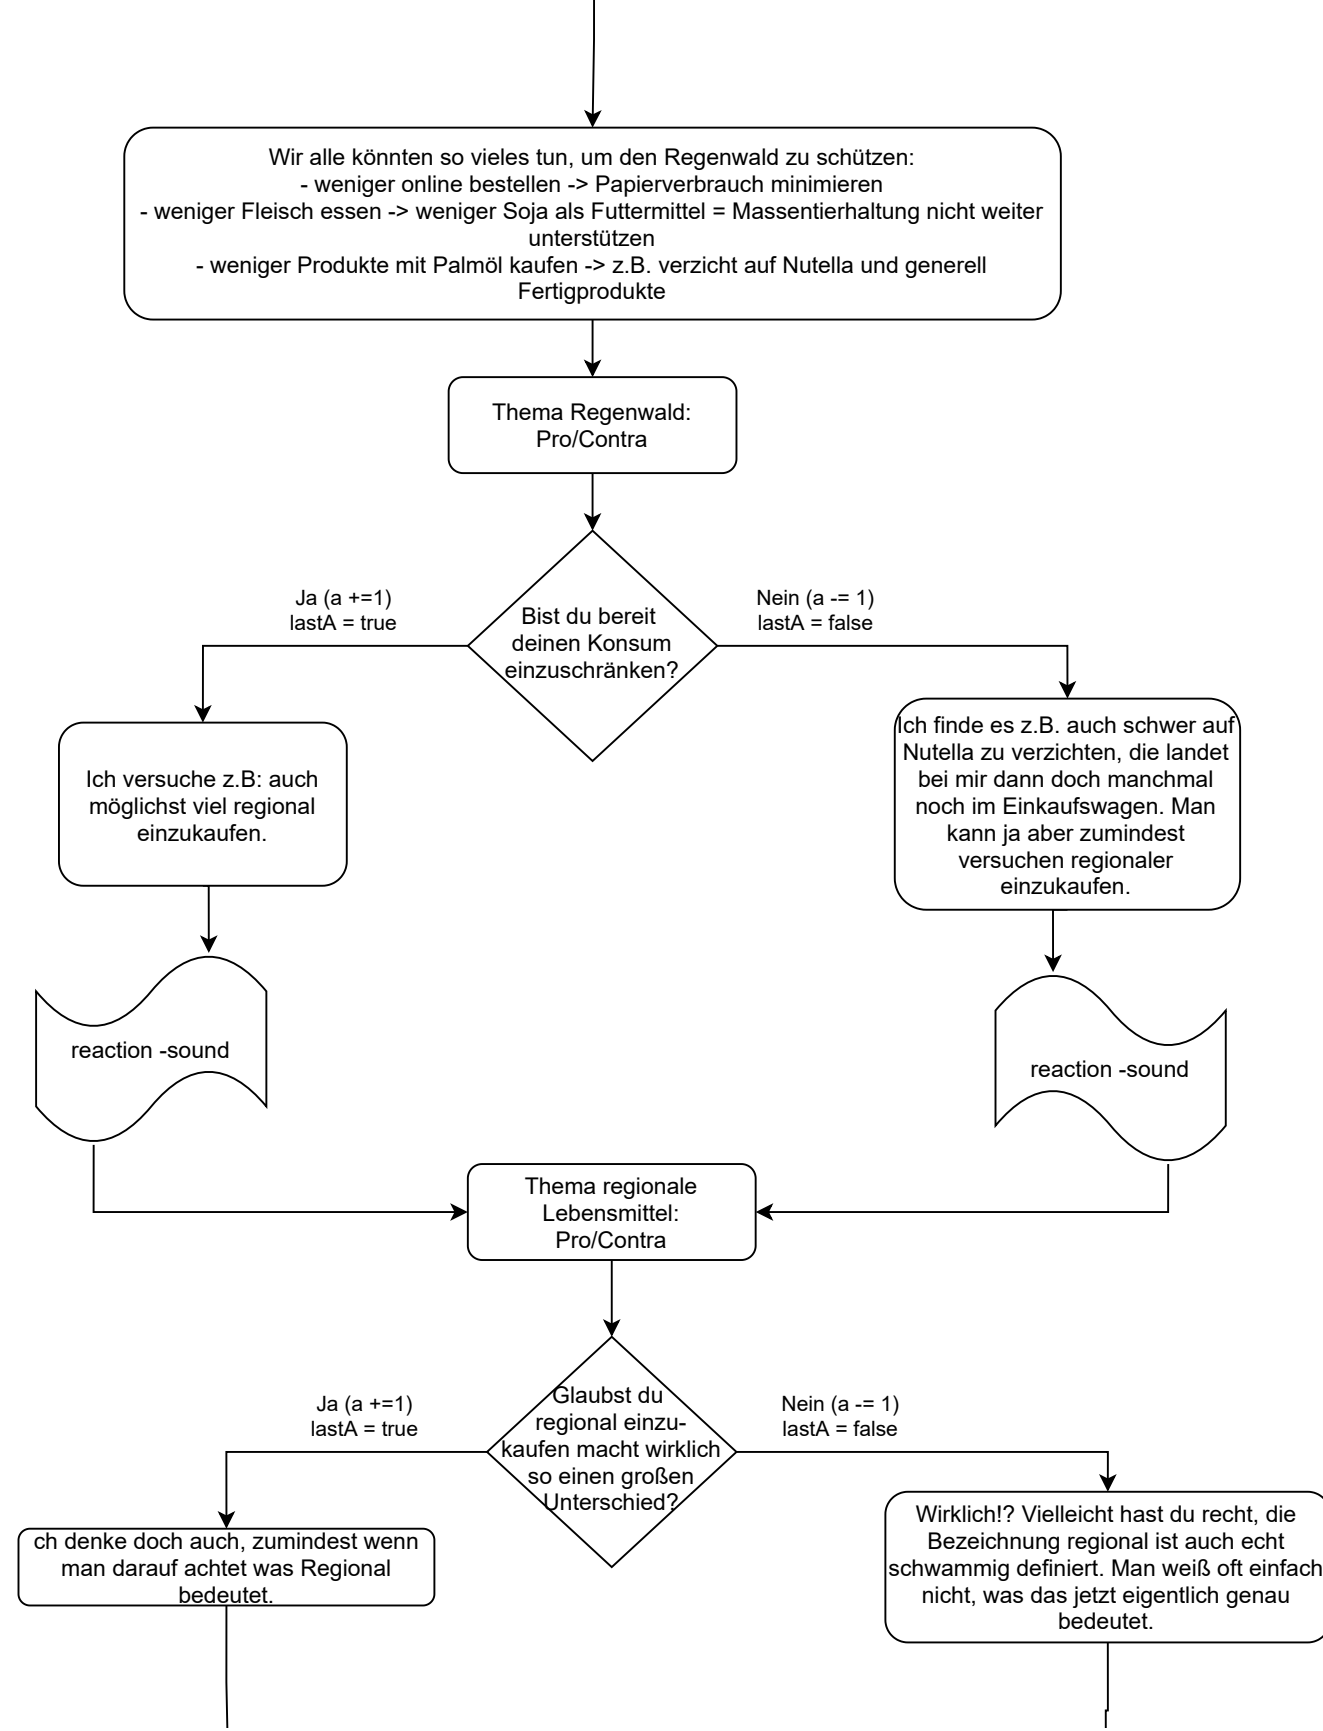 Wir alle könnten so vieles tun, um den Regenwald zu schützen:
- weniger online bestellen -> Papierverbrauch minimieren
- weniger Fleisch essen -> weniger Soja als Futtermittel = Massentierhaltung nicht weiter
unterstützen
- weniger Produkte mit Palmöl kaufen -> z.B. verzicht auf Nutella und generell
Fertigprodukte
Thema Regenwald:
Pro/Contra
Ja (a +=1)
lastA = true
Nein (a -= 1)
lastA = false
Bist du bereit
deinen Konsum
einzuschränken?
Ich versuche z.B: auch
möglichst viel regional
einzukaufen.
Ich finde es z.B. auch schwer auf
Nutella zu verzichten, die landet
bei mir dann doch manchmal
noch im Einkaufswagen. Man
kann ja aber zumindest
versuchen regionaler
einzukaufen.
reaction -sound
reaction -sound
Thema regionale
Lebensmittel:
Pro/Contra
Ja (a +=1)
lastA = true
Nein (a -= 1)
lastA = false
Glaubst du
regional einzu-
kaufen macht wirklich
so einen großen
Unterschied?
ch denke doch auch, zumindest wenn
man darauf achtet was Regional
bedeutet.
Wirklich!? Vielleicht hast du recht, die
Bezeichnung regional ist auch echt
schwammig definiert. Man weiß oft einfach
nicht, was das jetzt eigentlich genau
bedeutet.